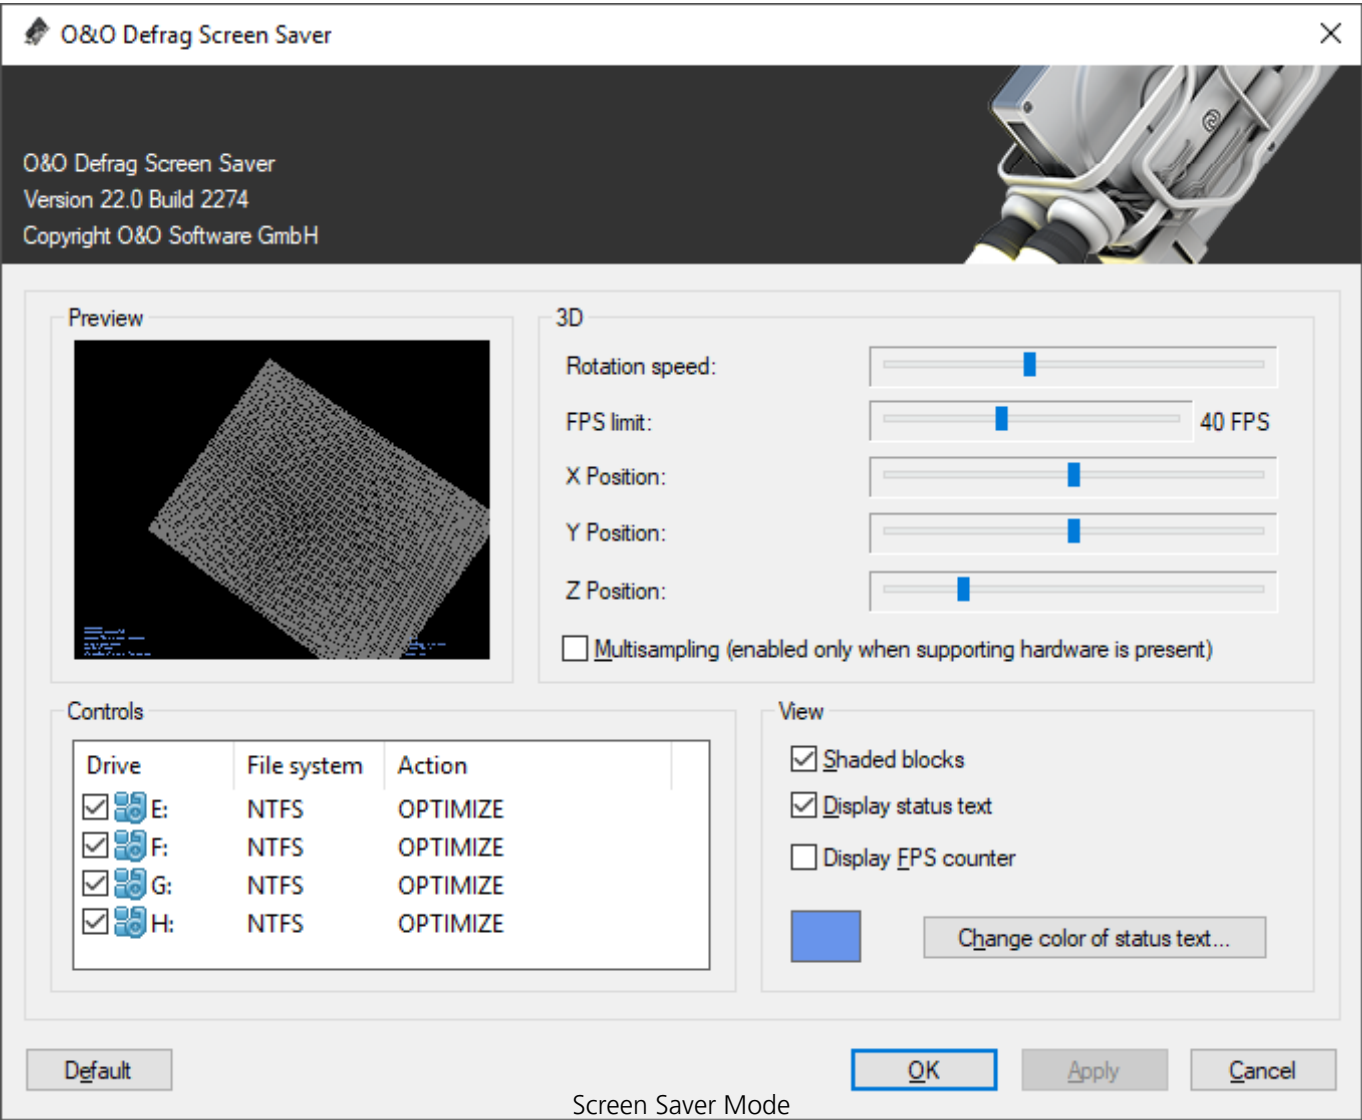 O&O Defrag Screen Saver
O&O Defrag Screen Saver
Version 22.0 Build 2274
Copyright O&O Software GmbH
Preview
3D
Rotation speed:
FPS limit:
40 FPS
X Position:
Y Position:
Z Position:
Multisampling (enabled only when supporting hardware is present)
Controls
Drive File system Action
E: NTFS OPTIMIZE
F: NTFS OPTIMIZE
G: NTFS OPTIMIZE
H: NTFS OPTIMIZE
View
Shaded blocks
Display status text
Display FPS counter
Change color of status text...
Default
OK
Apply
Cancel
Screen Saver Mode